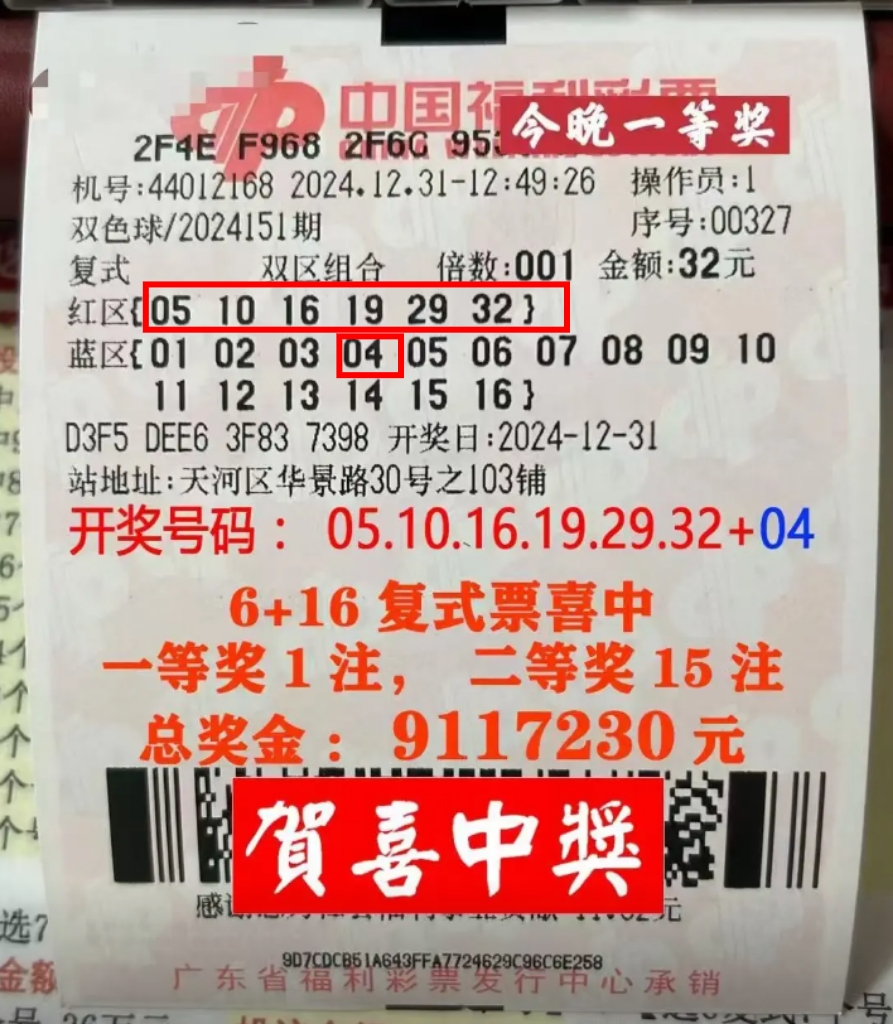 中国福利彩票
今晚一等奖
2F4E F968 2F6C 953
机号:44012168 2024.12.31-12:49:26 操作员:1
双色球/2024151期 序号:00327
复式 双区组合 倍数:001 金额:32元
红区{05 10 16 19 29 32}
蓝区{01 02 03 04 05 06 07 08 09 10
11 12 13 14 15 16}
D3F5 DEE6 3F83 7398 开奖日:2024-12-31
站地址:天河区华景路30号之103铺
开奖号码： 05.10.16.19.29.32+04
6+16 复式票喜中
一等奖 1 注， 二等奖 15 注
总奖金： 9117230 元
賀喜中獎
9D7CDCB51A643FFA7724629C96C6E258
广东省福利彩票发行中心承销
选7
金额